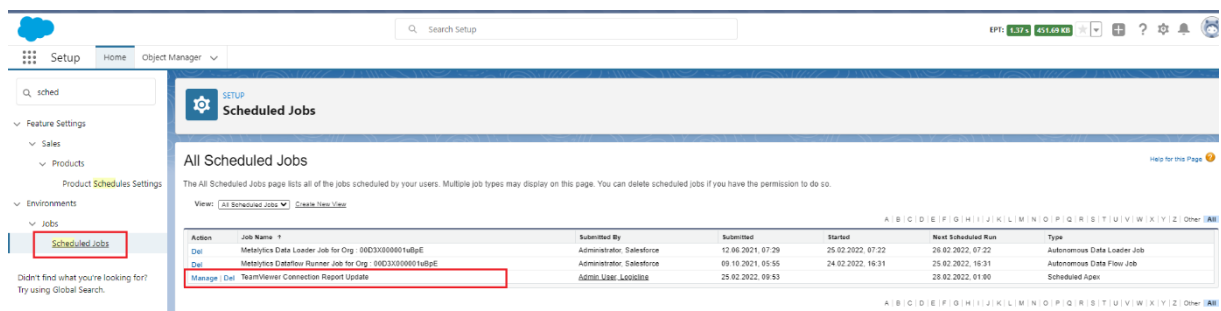 Search Setup
EPT: 1.37 s 451.69 KB
Setup Home Object Manager
sched
Feature Settings
Sales
Products
Product Schedules Settings
Environments
Jobs
Scheduled Jobs
Didn't find what you're looking for?
Try using Global Search.
SETUP
Scheduled Jobs
All Scheduled Jobs
Help for this Page
The All Scheduled Jobs page lists all of the jobs scheduled by your users. Multiple job types may display on this page. You can delete scheduled jobs if you have the permission to do so.
View: All Scheduled Jobs Create New View
A | B | C | D | E | F | G | H | I | J | K | L | M | N | O | P | Q | R | S | T | U | V | W | X | Y | Z | Other All
Action Job Name ↑ Submitted By Submitted Started Next Scheduled Run Type
Del Metalytics Data Loader Job for Org : 00D3X000001uBpE Administrator, Salesforce 12.06.2021, 07:29 25.02.2022, 07:22 26.02.2022, 07:22 Autonomous Data Loader Job
Del Metalytics Dataflow Runner Job for Org : 00D3X000001uBpE Administrator, Salesforce 09.10.2021, 05:55 24.02.2022, 16:31 25.02.2022, 16:31 Autonomous Data Flow Job
Manage | Del TeamViewer Connection Report Update Admin User, Logicline 25.02.2022, 09:53 28.02.2022, 01:00 Scheduled Apex
A | B | C | D | E | F | G | H | I | J | K | L | M | N | O | P | Q | R | S | T | U | V | W | X | Y | Z | Other All